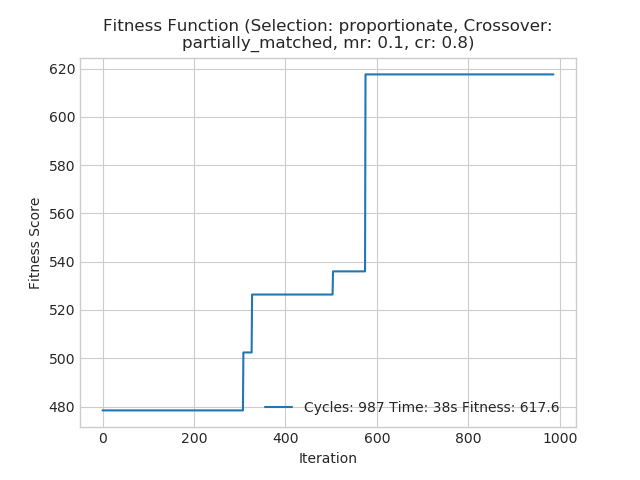 Fitness Function (Selection: proportionate, Crossover:
partially_matched, mr: 0.1, cr: 0.8)
620
600
580
560
540
520
500
480
Fitness Score
Cycles: 987 Time: 38s Fitness: 617.6
0 200 400 600 800 1000
Iteration